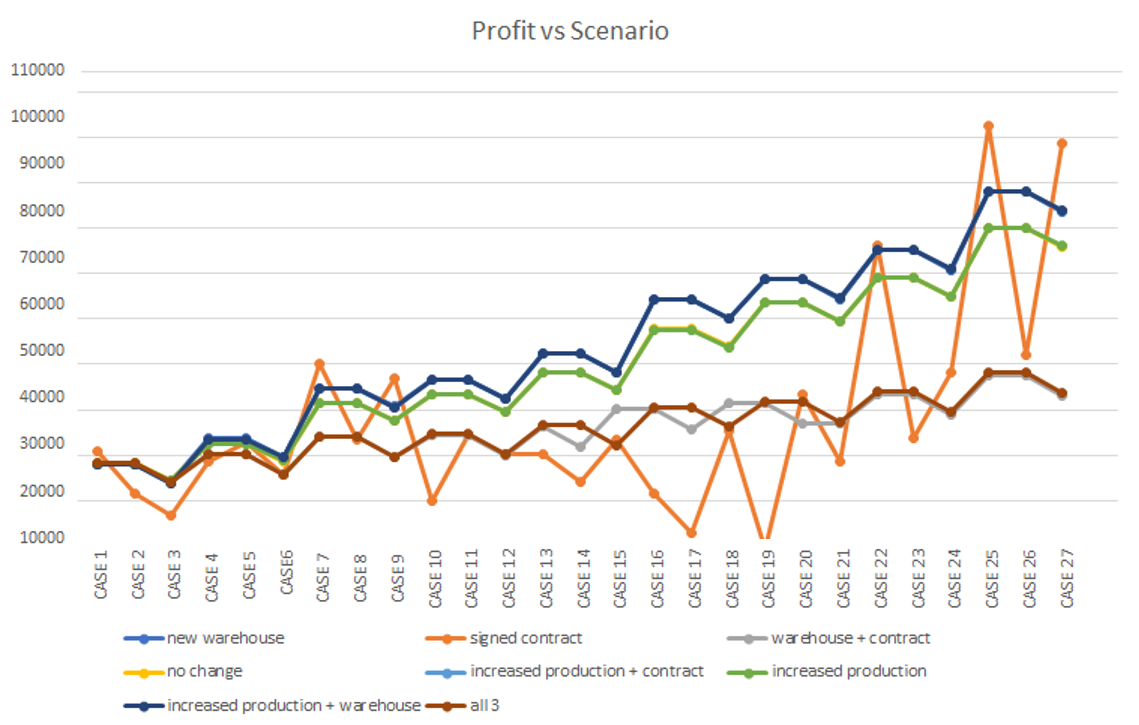 Profit vs Scenario
110000
100000
90000
80000
70000
60000
50000
40000
30000
20000
10000
CASE 1
CASE 2
CASE 3
CASE 4
CASE 5
CASE6
CASE 7
CASE 8
CASE 9
CASE 10
CASE 11
CASE 12
CASE 13
CASE 14
CASE 15
CASE 16
CASE 17
CASE 18
CASE 19
CASE 20
CASE 21
CASE 22
CASE 23
CASE 24
CASE 25
CASE 26
CASE 27
new warehouse signed contract warehouse + contract
no change increased production + contract increased production
increased production + warehouse all 3